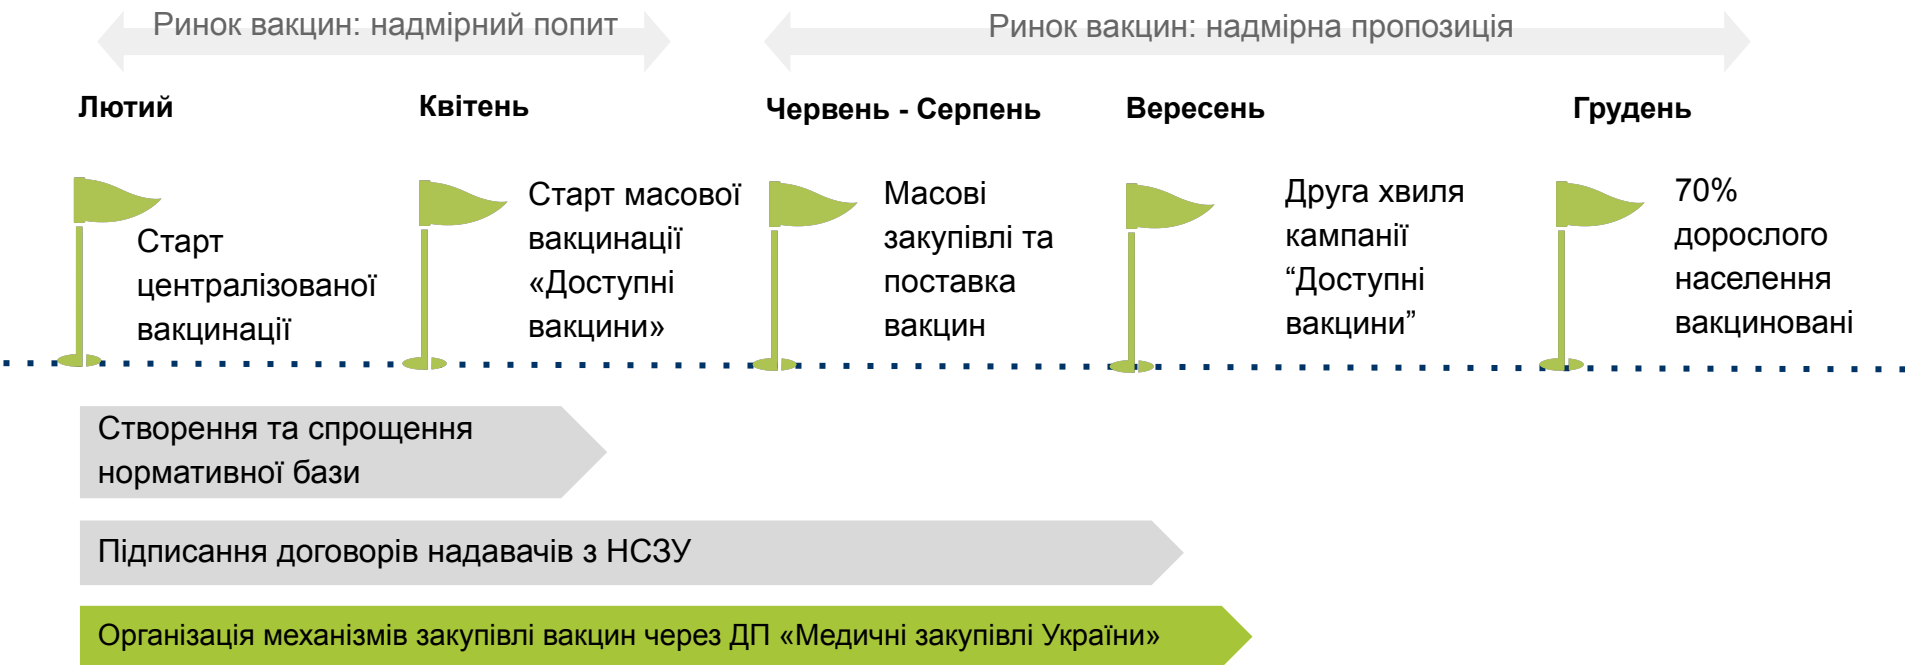 Ринок вакцин: надмірний попит
Ринок вакцин: надмірна пропозиція
Лютий
Квітень
Червень - Серпень
Вересень
Грудень
Старт
централізованої
вакцинації
Старт масової
вакцинації
«Доступні
вакцини»
Масові
закупівлі та
поставка
вакцин
Друга хвиля
кампанії
“Доступні
вакцини”
70%
дорослого
населення
вакциновані
Створення та спрощення
нормативної бази
Підписання договорів надавачів з НСЗУ
Організація механізмів закупівлі вакцин через ДП «Медичні закупівлі України»